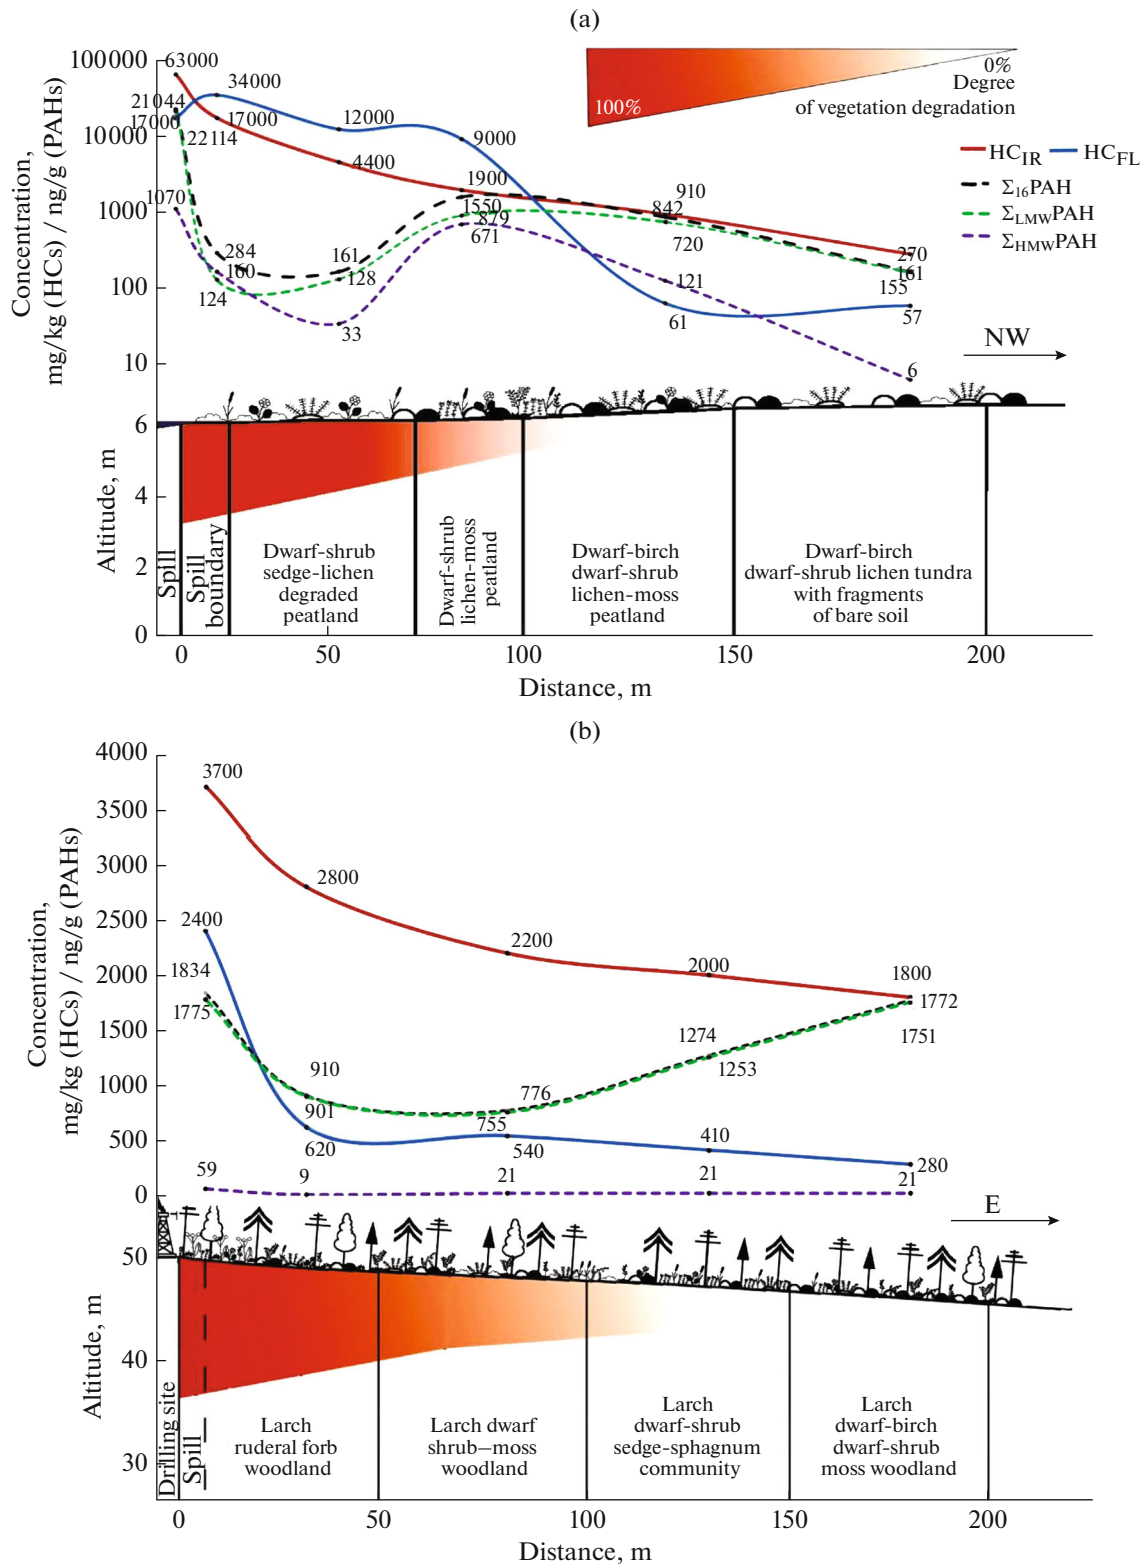 (a)
100000
10000
1000
100
10
Concentration,
mg/kg (HCs) / ng/g (PAHs)
63000
34000
21044
17000
22114
17000
12000
9000
4400
1070
1900
910
1550
842
879
671
720
284
160
161
128
124
33
121
61
270
161
155
57
6
100%
0%
Degree
of vegetation degradation
HC_IR
HC_FL
Σ_16PAH
Σ_LMWPAH
Σ_HMWPAH
NW
6
4
2
0
Altitude, m
Spill
Spill
boundary
Dwarf-shrub
sedge-lichen
degraded
peatland
Dwarf-shrub
lichen-moss
peatland
Dwarf-birch
dwarf-shrub
lichen-moss
peatland
Dwarf-birch
dwarf-shrub lichen tundra
with fragments
of bare soil
0
50
100
150
200
Distance, m
(b)
4000
3500
3000
2500
2000
1500
1000
500
0
Concentration,
mg/kg (HCs) / ng/g (PAHs)
3700
2800
2400
2200
2000
1800
1834
1775
1772
1751
1274
1253
910
901
776
755
620
540
410
280
59
9
21
21
21
E
50
40
30
Altitude, m
Drilling site
Spill
Larch
ruderal forb
woodland
Larch dwarf
shrub–moss
woodland
Larch
dwarf-shrub
sedge-sphagnum
community
Larch
dwarf-birch
dwarf-shrub
moss woodland
0
50
100
150
200
Distance, m